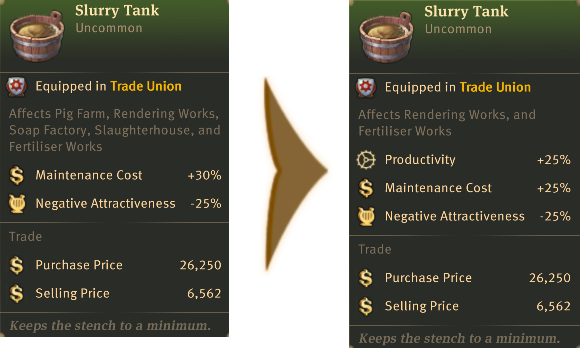 Slurry Tank
Uncommon
Equipped in Trade Union
Affects Pig Farm, Rendering Works,
Soap Factory, Slaughterhouse, and
Fertiliser Works
Maintenance Cost +30%
Negative Attractiveness -25%
Trade
Purchase Price 26,250
Selling Price 6,562
Keeps the stench to a minimum.
Slurry Tank
Uncommon
Equipped in Trade Union
Affects Rendering Works, and
Fertiliser Works
Productivity +25%
Maintenance Cost +25%
Negative Attractiveness -25%
Trade
Purchase Price 26,250
Selling Price 6,562
Keeps the stench to a minimum.